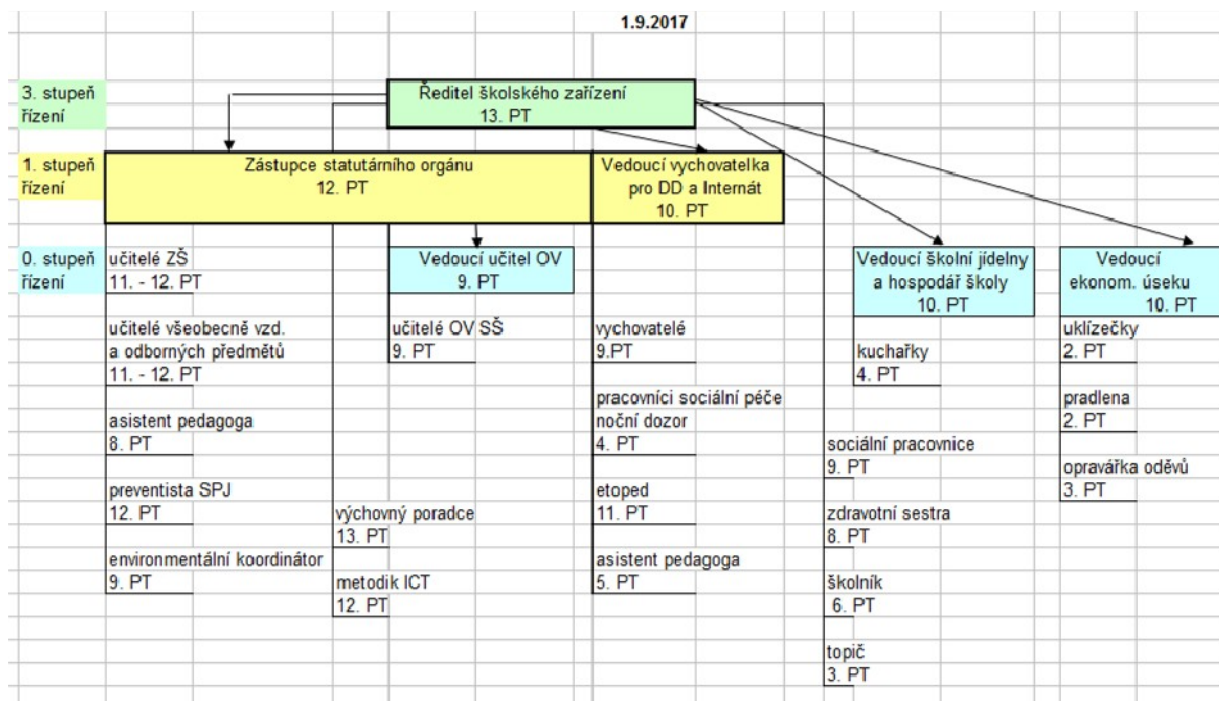 1.9.2017
3. stupeň
řízení
Ředitel školského zařízení
13. PT
1. stupeň
řízení
Zástupce statutárního orgánu
12. PT
Vedoucí vychovatelka
pro DD a Internát
10. PT
0. stupeň
řízení
učitelé ZŠ
11. - 12. PT
učitelé všeobecně vzd.
a odborných předmětů
11. - 12. PT
asistent pedagoga
8. PT
preventista SPJ
12. PT
environmentální koordinátor
9. PT
výchovný poradce
13. PT
metodik ICT
12. PT
Vedoucí učitel OV
9. PT
učitelé OV SŠ
9. PT
vychovatelé
9.PT
pracovníci sociální péče
noční dozor
4. PT
etoped
11. PT
asistent pedagoga
5. PT
Vedoucí školní jídelny
a hospodář školy
10. PT
kuchařky
4. PT
sociální pracovnice
9. PT
zdravotní sestra
8. PT
školník
6. PT
topič
3. PT
Vedoucí
ekonom. úseku
10. PT
uklízečky
2. PT
pradlena
2. PT
opravářka oděvů
3. PT